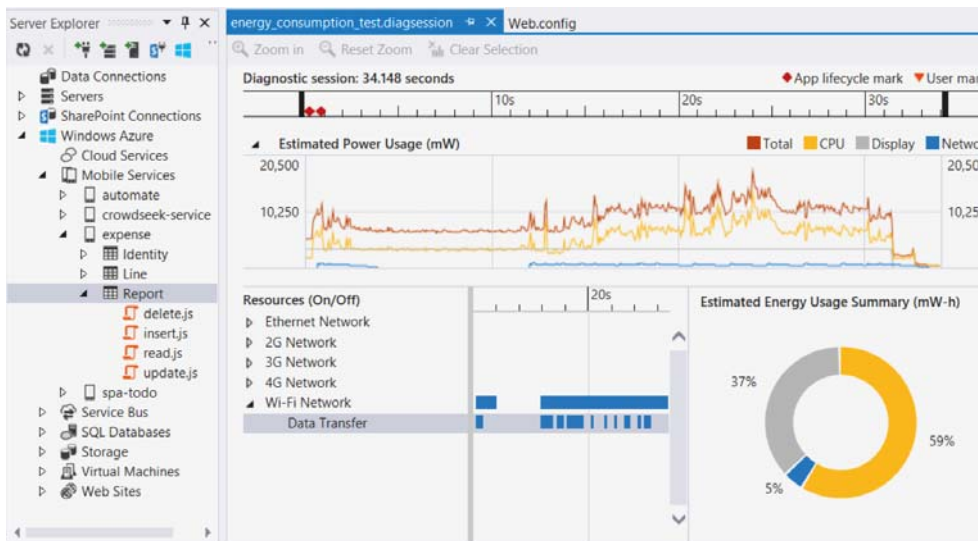 Server Explorer
energy_consumption_test.diagsession
Web.config
Zoom in Reset Zoom Clear Selection
Data Connections
Servers
SharePoint Connections
Windows Azure
Cloud Services
Mobile Services
automate
crowdseek-service
expense
Identity
Line
Report
delete.js
insert.js
read.js
update.js
spa-todo
Service Bus
SQL Databases
Storage
Virtual Machines
Web Sites
Diagnostic session: 34.148 seconds
App lifecycle mark User mar
10s 20s 30s
Estimated Power Usage (mW)
Total CPU Display Netwo
20,500 20,500
10,250 10,25
Resources (On/Off)
20s
Ethernet Network
2G Network
3G Network
4G Network
Wi-Fi Network
Data Transfer
Estimated Energy Usage Summary (mW-h)
37%
59%
5%